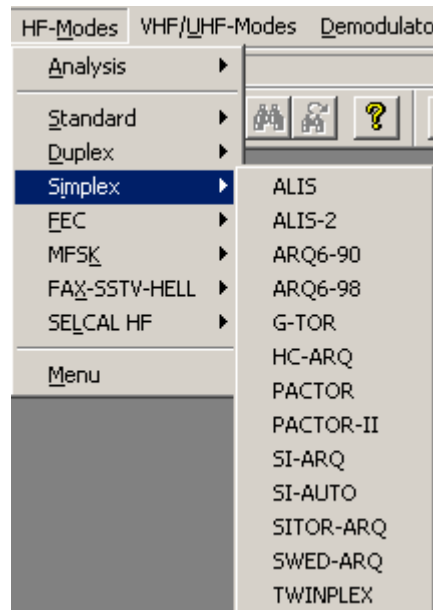 HF-Modes VHF/UHF-Modes Demodulato
Analysis
Standard
Duplex
Simplex
FEC
MFSK
FAX-SSTV-HELL
SELCAL HF
Menu
ALIS
ALIS-2
ARQ6-90
ARQ6-98
G-TOR
HC-ARQ
PACTOR
PACTOR-II
SI-ARQ
SI-AUTO
SITOR-ARQ
SWED-ARQ
TWINPLEX